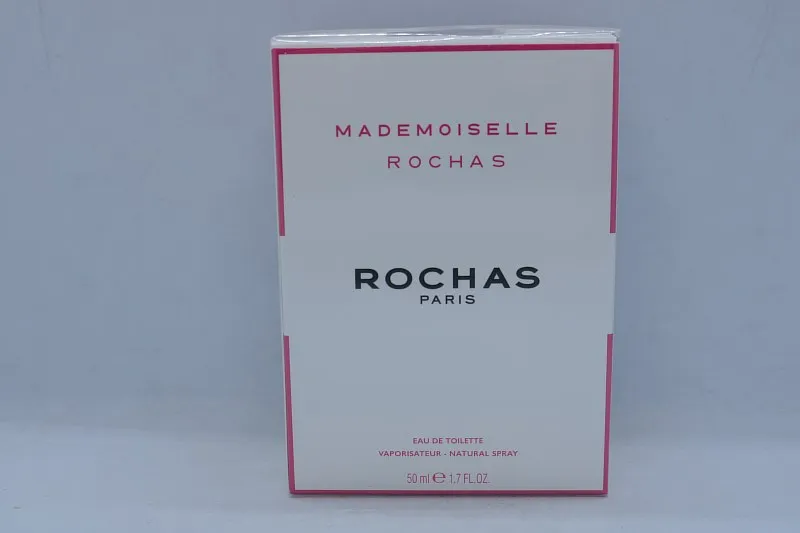 MADEMOISELLE
ROCHAS
ROCHAS
PARIS
EAU DE TOILETTE
VAPORISATEUR - NATURAL SPRAY
50 ml ℮ 1.7 FL.OZ.